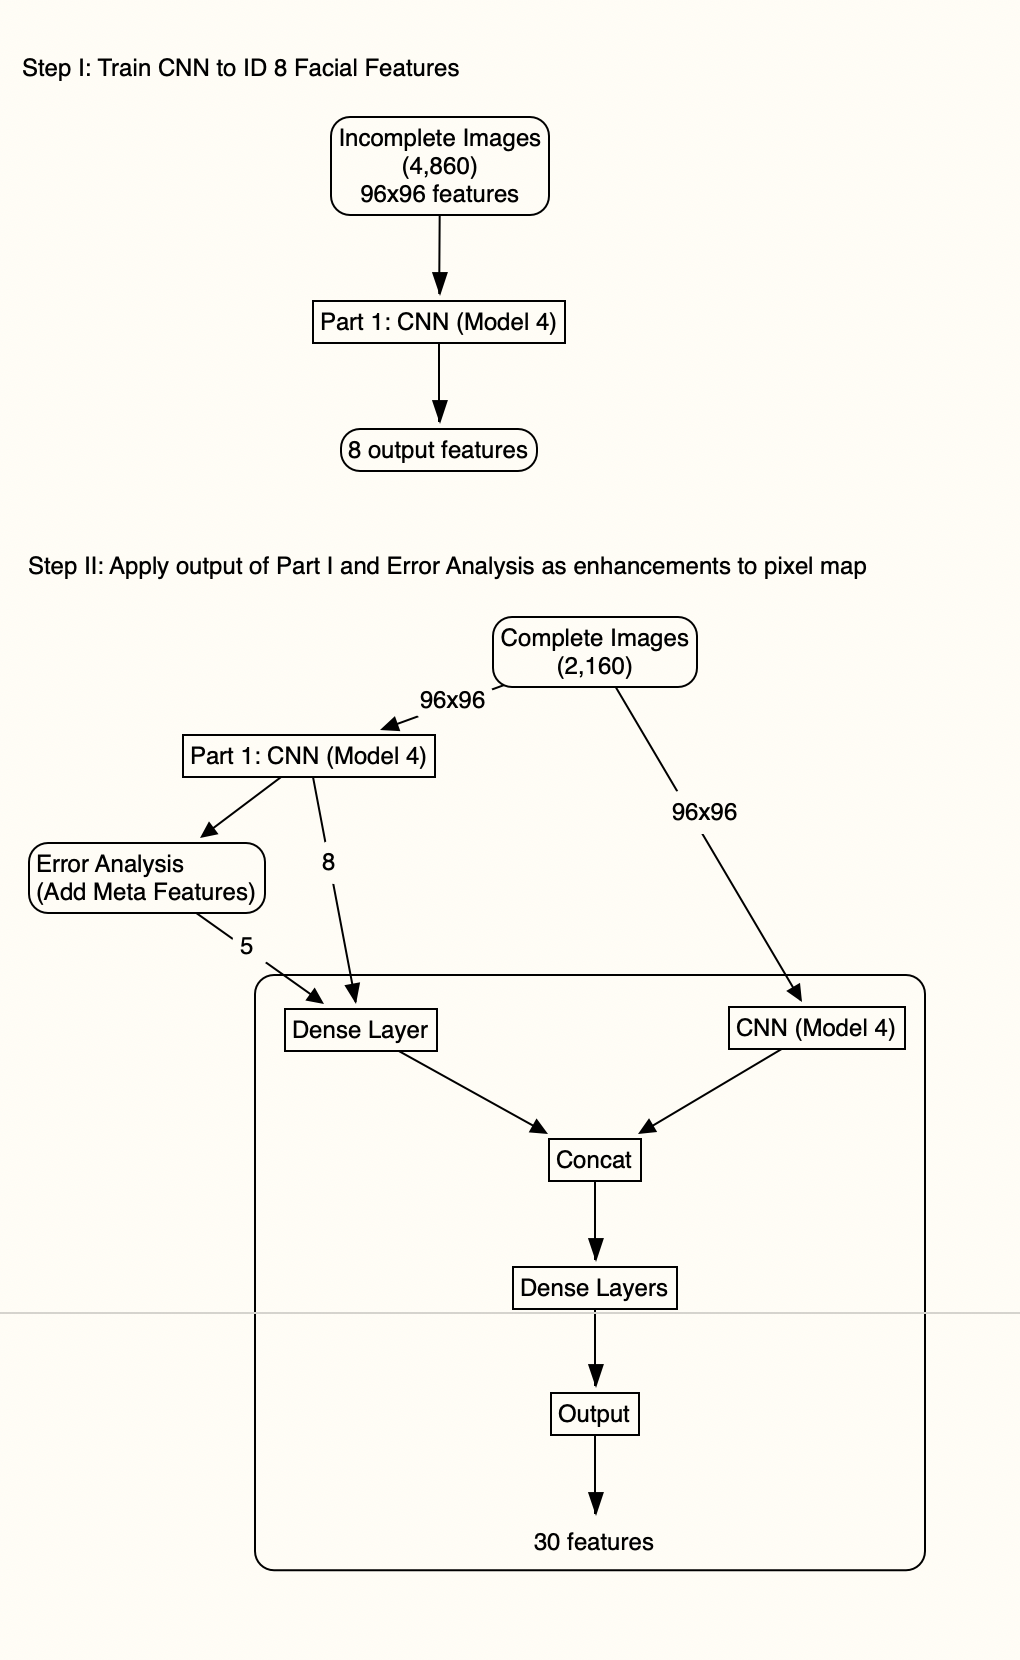 Step I: Train CNN to ID 8 Facial Features
Incomplete Images
(4,860)
96x96 features
Part 1: CNN (Model 4)
8 output features
Step II: Apply output of Part I and Error Analysis as enhancements to pixel map
Complete Images
(2,160)
96x96
Part 1: CNN (Model 4)
96x96
Error Analysis
(Add Meta Features)
8
5
Dense Layer
CNN (Model 4)
Concat
Dense Layers
Output
30 features